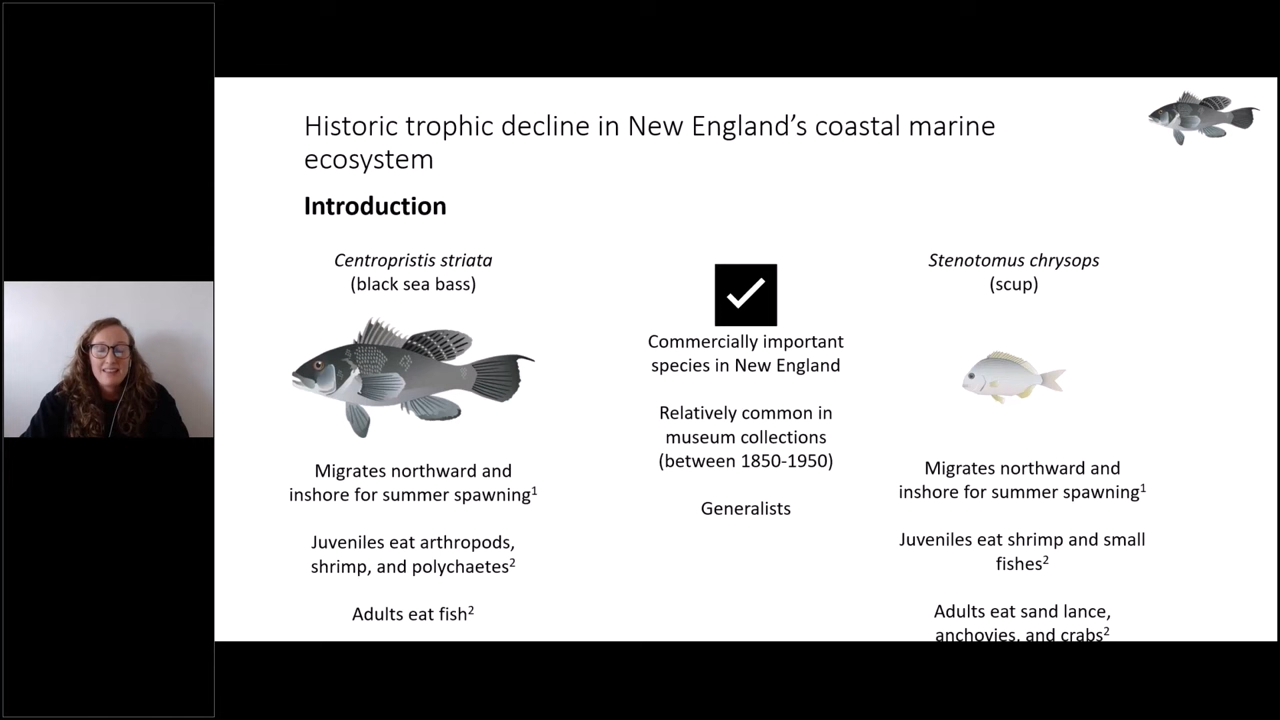 Historic trophic decline in New England’s coastal marine
ecosystem
Introduction
Centropristis striata
(black sea bass)
Migrates northward and
inshore for summer spawning1
Juveniles eat arthropods,
shrimp, and polychaetes2
Adults eat fish2
Commercially important
species in New England
Relatively common in
museum collections
(between 1850-1950)
Generalists
Stenotomus chrysops
(scup)
Migrates northward and
inshore for summer spawning1
Juveniles eat shrimp and small
fishes2
Adults eat sand lance,
anchovies, and crabs2